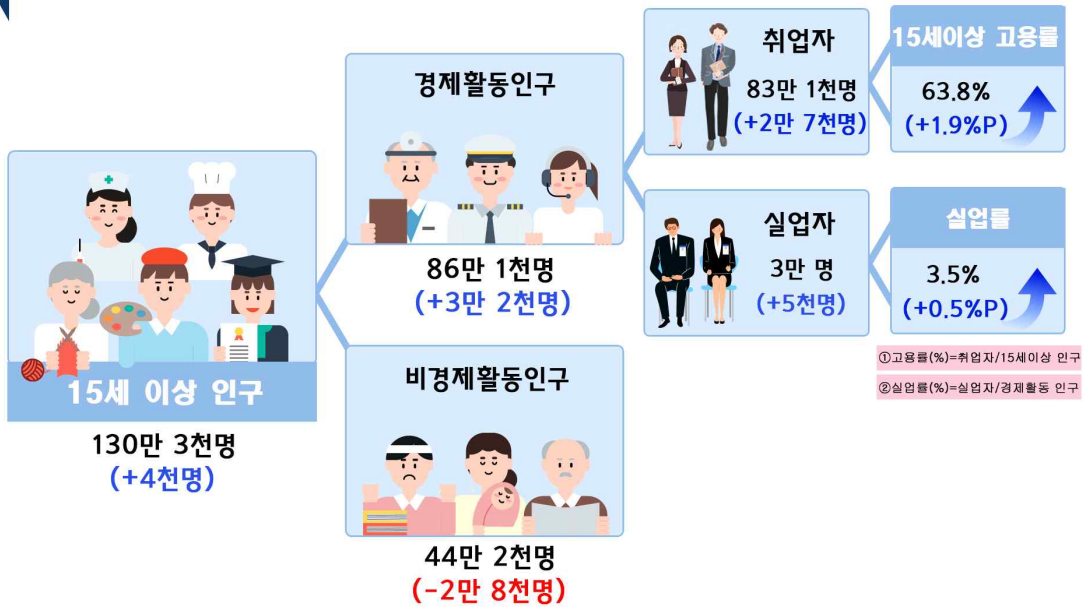 15세 이상 인구
130만 3천명
(+4천명)
경제활동인구
86만 1천명
(+3만 2천명)
비경제활동인구
44만 2천명
(-2만 8천명)
취업자
83만 1천명
(+2만 7천명)
15세이상 고용률
63.8%
(+1.9%P)
실업자
3만 명
(+5천명)
실업률
3.5%
(+0.5%P)
①고용률(%)=취업자/15세이상 인구
②실업률(%)=실업자/경제활동 인구